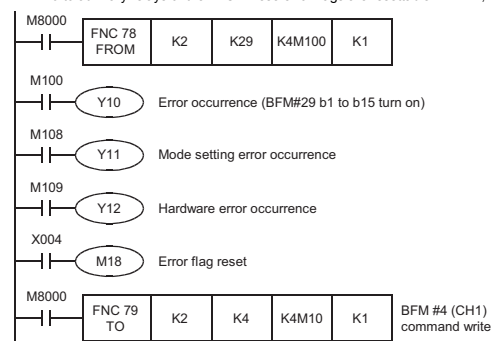 M8000
FNC 78 FROM K2 K29 K4M100 K1
M100
Y10 Error occurrence (BFM#29 b1 to b15 turn on)
M108
Y11 Mode setting error occurrence
M109
Y12 Hardware error occurrence
X004
M18 Error flag reset
M8000
FNC 79 TO K2 K4 K4M10 K1 BFM #4 (CH1) command write